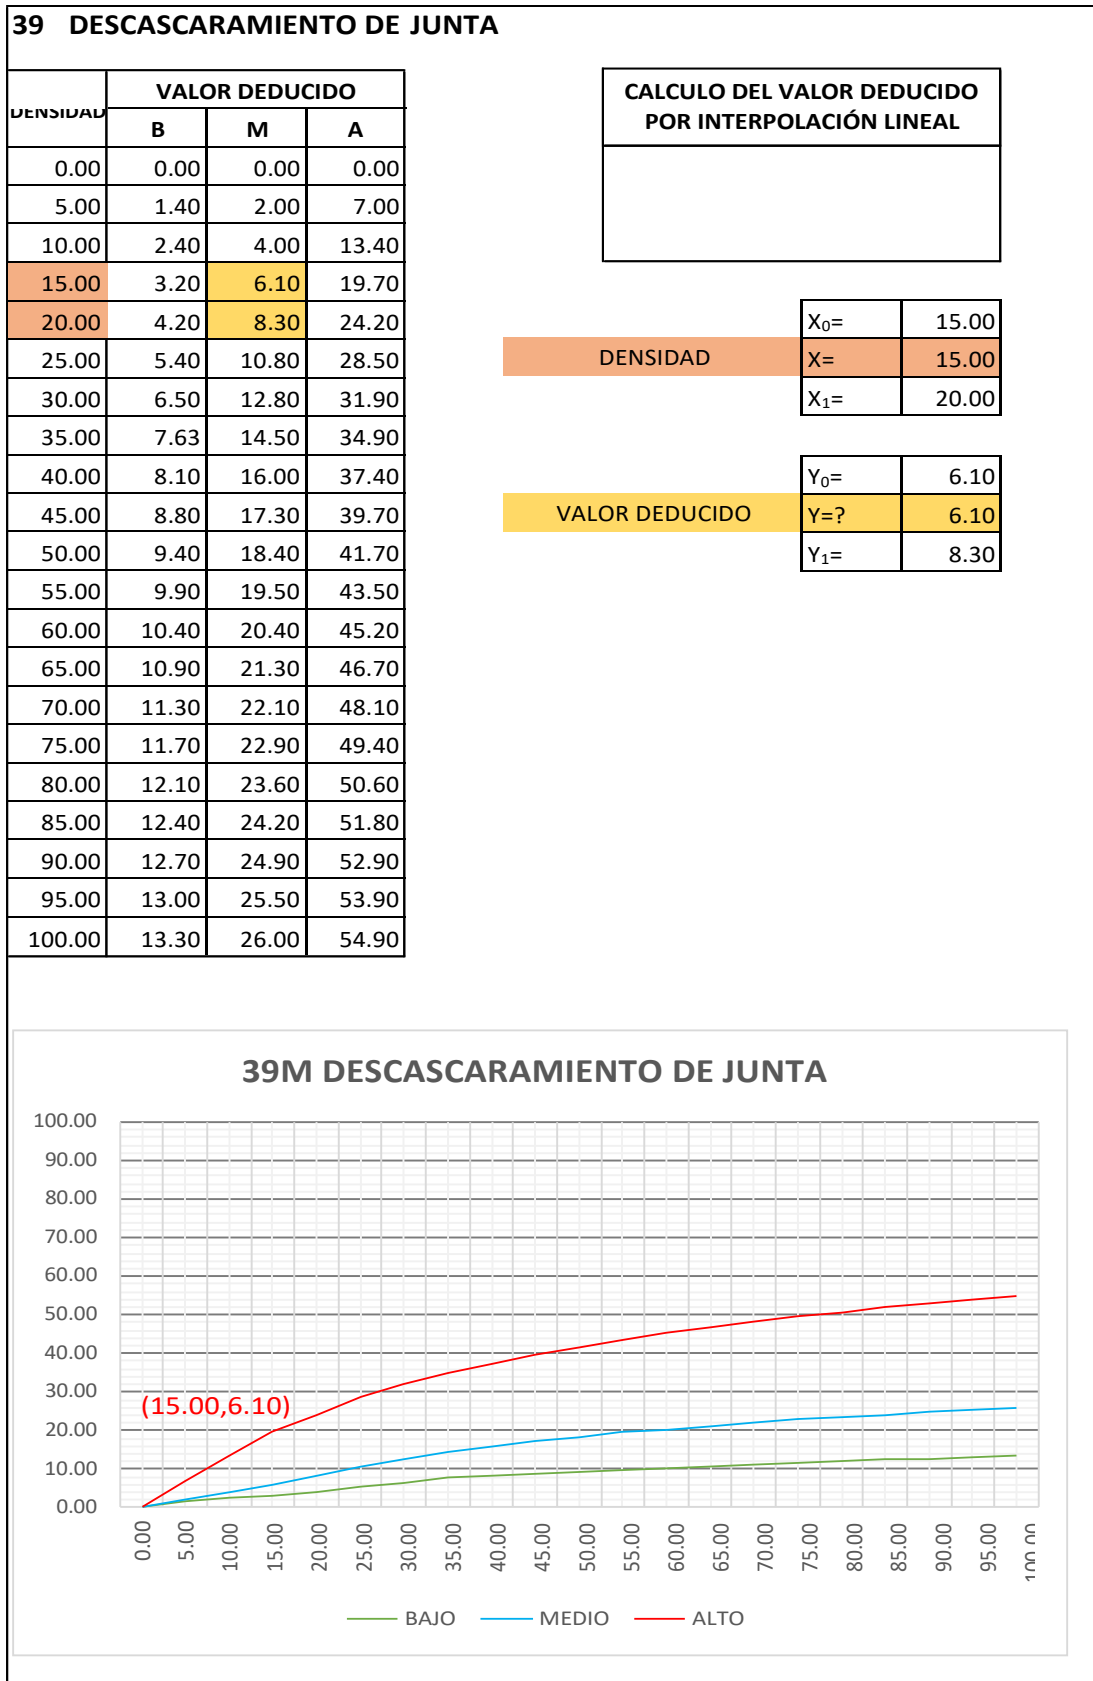 39 DESCASCARAMIENTO DE JUNTA
DENSIDAD VALOR DEDUCIDO
B M A
0.00 0.00 0.00 0.00
5.00 1.40 2.00 7.00
10.00 2.40 4.00 13.40
15.00 3.20 6.10 19.70
20.00 4.20 8.30 24.20
25.00 5.40 10.80 28.50
30.00 6.50 12.80 31.90
35.00 7.63 14.50 34.90
40.00 8.10 16.00 37.40
45.00 8.80 17.30 39.70
50.00 9.40 18.40 41.70
55.00 9.90 19.50 43.50
60.00 10.40 20.40 45.20
65.00 10.90 21.30 46.70
70.00 11.30 22.10 48.10
75.00 11.70 22.90 49.40
80.00 12.10 23.60 50.60
85.00 12.40 24.20 51.80
90.00 12.70 24.90 52.90
95.00 13.00 25.50 53.90
100.00 13.30 26.00 54.90
CALCULO DEL VALOR DEDUCIDO
POR INTERPOLACIÓN LINEAL
X₀= 15.00
DENSIDAD X= 15.00
X₁= 20.00
Y₀= 6.10
VALOR DEDUCIDO Y=? 6.10
Y₁= 8.30
39M DESCASCARAMIENTO DE JUNTA
100.00
90.00
80.00
70.00
60.00
50.00
40.00
30.00
20.00
10.00
0.00
(15.00,6.10)
0.00 5.00 10.00 15.00 20.00 25.00 30.00 35.00 40.00 45.00 50.00 55.00 60.00 65.00 70.00 75.00 80.00 85.00 90.00 95.00 100.00
BAJO MEDIO ALTO